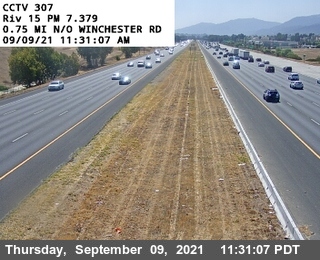 CCTV 307
Riv 15 PM 7.379
0.75 MI N/O WINCHESTER RD
09/09/21 11:31:07 AM
Thursday, September 09, 2021 11:31:07 PDT